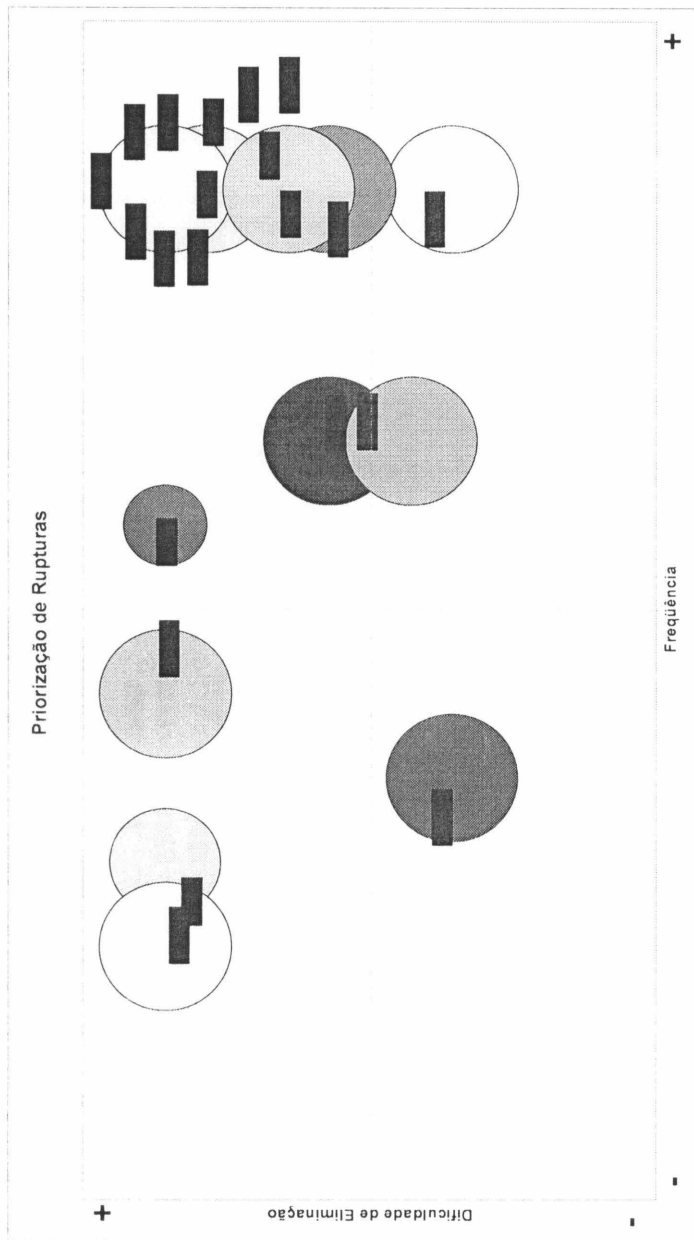 Priorização de Rupturas
+
Dificuldade de Eliminação
-
-
Freqüência
+